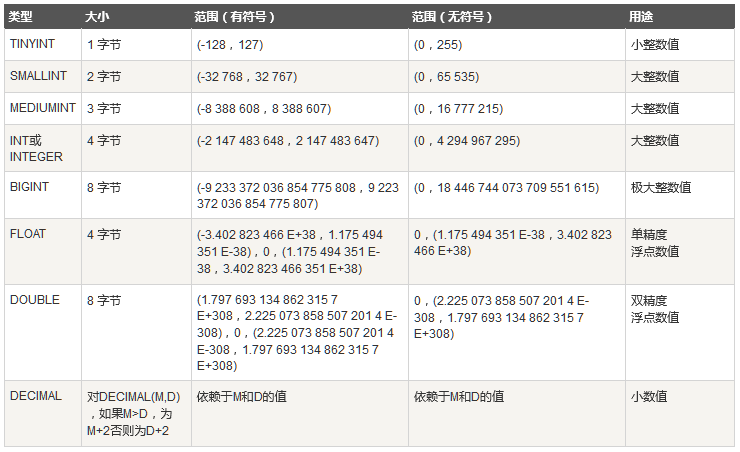 类型 大小 范围（有符号） 范围（无符号） 用途
TINYINT 1 字节 (-128，127) (0，255) 小整数值
SMALLINT 2 字节 (-32 768，32 767) (0，65 535) 大整数值
MEDIUMINT 3 字节 (-8 388 608，8 388 607) (0，16 777 215) 大整数值
INT或 4 字节 (-2 147 483 648，2 147 483 647) (0，4 294 967 295) 大整数值
INTEGER
BIGINT 8 字节 (-9 233 372 036 854 775 808，9 223 (0，18 446 744 073 709 551 615) 极大整数值
372 036 854 775 807)
FLOAT 4 字节 (-3.402 823 466 E+38，1.175 494 0，(1.175 494 351 E-38，3.402 823 单精度
351 E-38)，0，(1.175 494 351 E- 466 E+38) 浮点数值
38，3.402 823 466 351 E+38)
DOUBLE 8 字节 (1.797 693 134 862 315 7 0，(2.225 073 858 507 201 4 E- 双精度
E+308，2.225 073 858 507 201 4 E- 308，1.797 693 134 862 315 7 浮点数值
308)，0，(2.225 073 858 507 201 4 E+308)
E-308，1.797 693 134 862 315 7
E+308)
DECIMAL 对DECIMAL(M,D) 依赖于M和D的值 依赖于M和D的值 小数值
，如果M>D，为
M+2否则为D+2